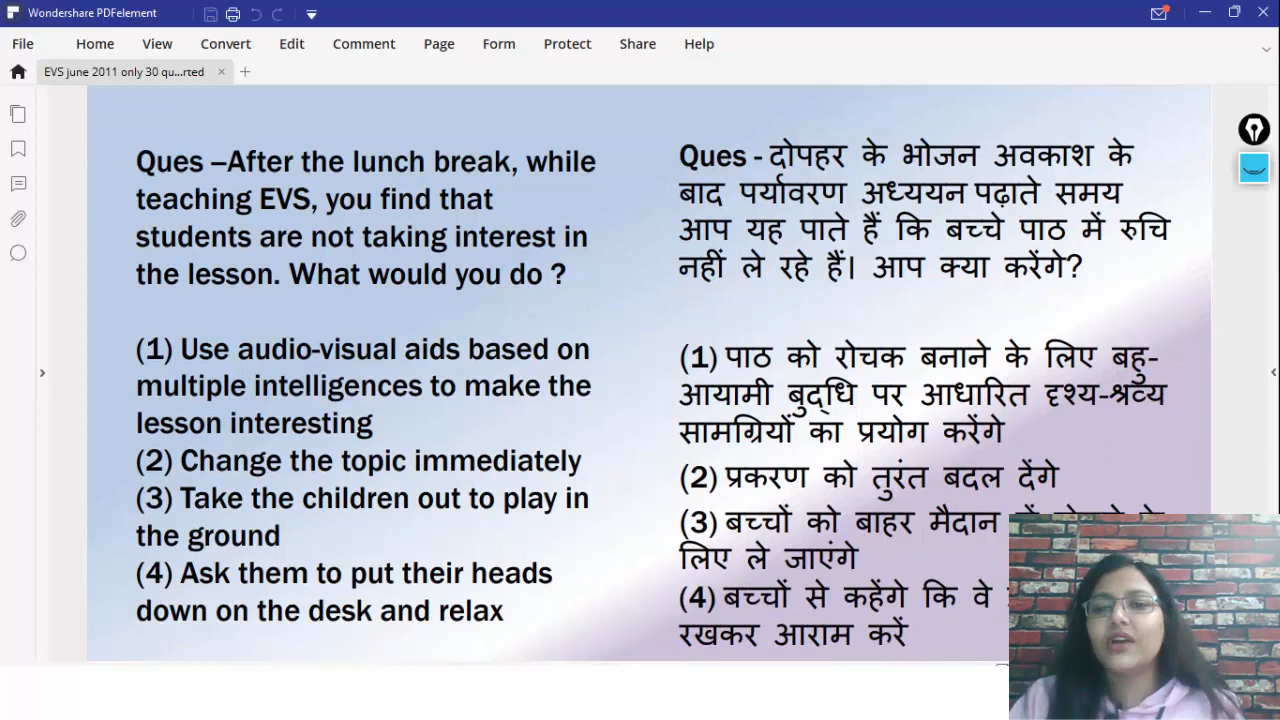 Wondershare PDFelement
File Home View Convert Edit Comment Page Form Protect Share Help
EVS june 2011 only 30 qu...rted
Ques –After the lunch break, while
teaching EVS, you find that
students are not taking interest in
the lesson. What would you do ?
(1) Use audio-visual aids based on
multiple intelligences to make the
lesson interesting
(2) Change the topic immediately
(3) Take the children out to play in
the ground
(4) Ask them to put their heads
down on the desk and relax
Ques - दोपहर के भोजन अवकाश के
बाद पर्यावरण अध्ययन पढ़ाते समय
आप यह पाते हैं कि बच्चे पाठ में रुचि
नहीं ले रहे हैं। आप क्या करेंगे?
(1) पाठ को रोचक बनाने के लिए बहु-
आयामी बुद्धि पर आधारित दृश्य-श्रव्य
सामग्रियों का प्रयोग करेंगे
(2) प्रकरण को तुरंत बदल देंगे
(3) बच्चों को बाहर मैदान
लिए ले जाएंगे
(4) बच्चों से कहेंगे कि वे
रखकर आराम करें